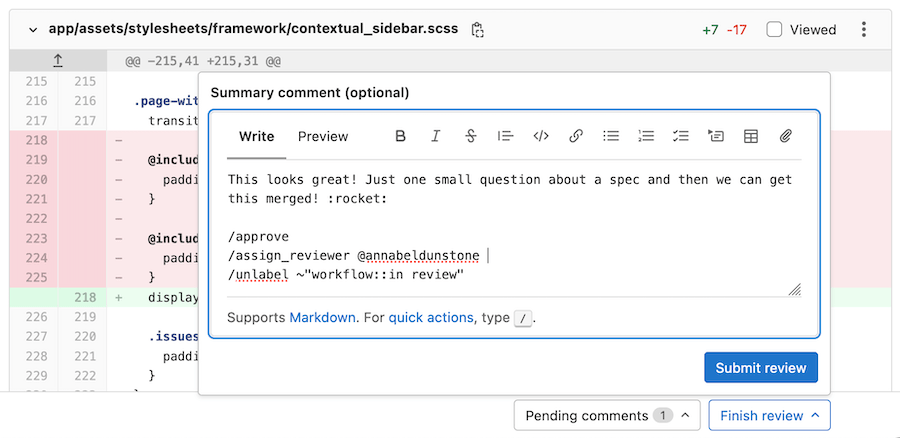 app/assets/stylesheets/framework/contextual_sidebar.scss +7 -17 Viewed
@@ -215,41 +215,31 @@
215 215
216 216 .page-wit
217 217 transit
218 −
219 − @includ
220 − paddi
221 − }
222 −
223 − @includ
224 − paddi
225 − }
218 + display
226 219
227 220 .issues
228 221 paddi
229 222 }
Summary comment (optional)
Write Preview
This looks great! Just one small question about a spec and then we can get
this merged! :rocket:
/approve
/assign_reviewer @annabeldunstone
/unlabel ~"workflow::in review"
Supports Markdown. For quick actions, type /.
Submit review
Pending comments 1 Finish review